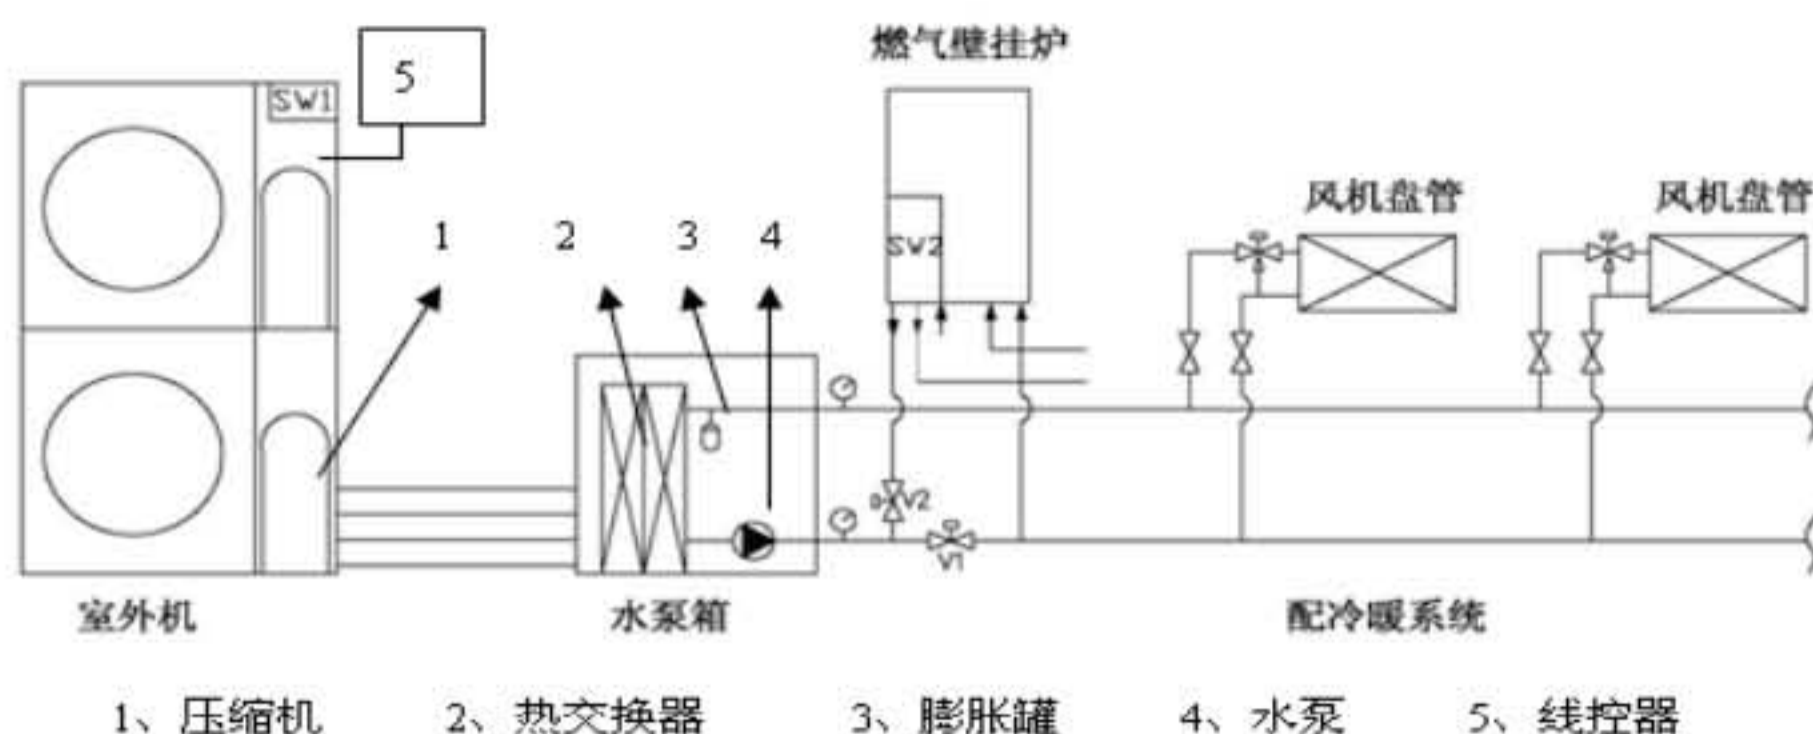 燃气壁挂炉
5
SW1
风机盘管
风机盘管
1
2
3
4
SW2
V2
V1
室外机
水泵箱
配冷暖系统
1、压缩机 2、热交换器 3、膨胀罐 4、水泵 5、线控器